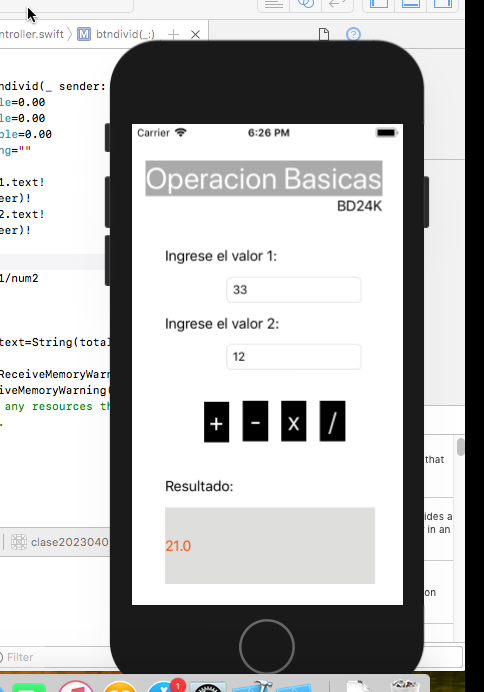 ntroller.swift
btndivid(_:)
ndivid(_ sender:
le=0.00
le=0.00
ble=0.00
ng=""
1.text!
eer)!
2.text!
eer)!
1/num2
text=String(tota
ReceiveMemoryWarn
iveMemoryWarning(
any resources th
Carrier
6:26 PM
Operacion Basicas
BD24K
Ingrese el valor 1:
33
Ingrese el valor 2:
12
+ - x /
Resultado:
21.0
that
ides a
in an
on
clase2023040
Filter
1